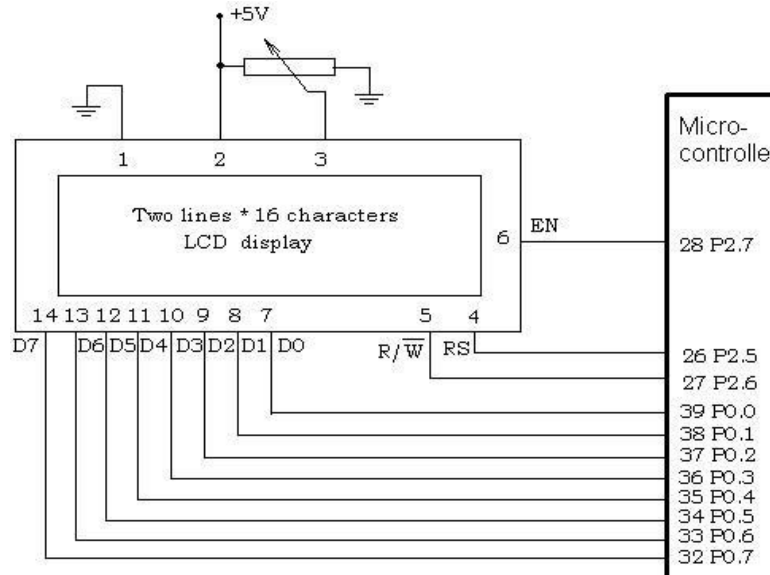 +5V
Micro-
controlle
1 2 3
Two lines * 16 characters
LCD display
6
EN
28 P2.7
14 13 12 11 10 9 8 7 5 4
D7 D6 D5 D4 D3 D2 D1 D0 R/W RS
26 P2.5
27 P2.6
39 P0.0
38 P0.1
37 P0.2
36 P0.3
35 P0.4
34 P0.5
33 P0.6
32 P0.7